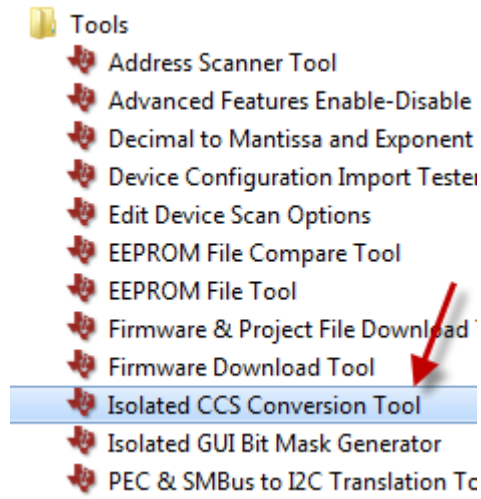 Tools
Address Scanner Tool
Advanced Features Enable-Disable
Decimal to Mantissa and Exponent
Device Configuration Import Tester
Edit Device Scan Options
EEPROM File Compare Tool
EEPROM File Tool
Firmware & Project File Download
Firmware Download Tool
Isolated CCS Conversion Tool
Isolated GUI Bit Mask Generator
PEC & SMBus to I2C Translation